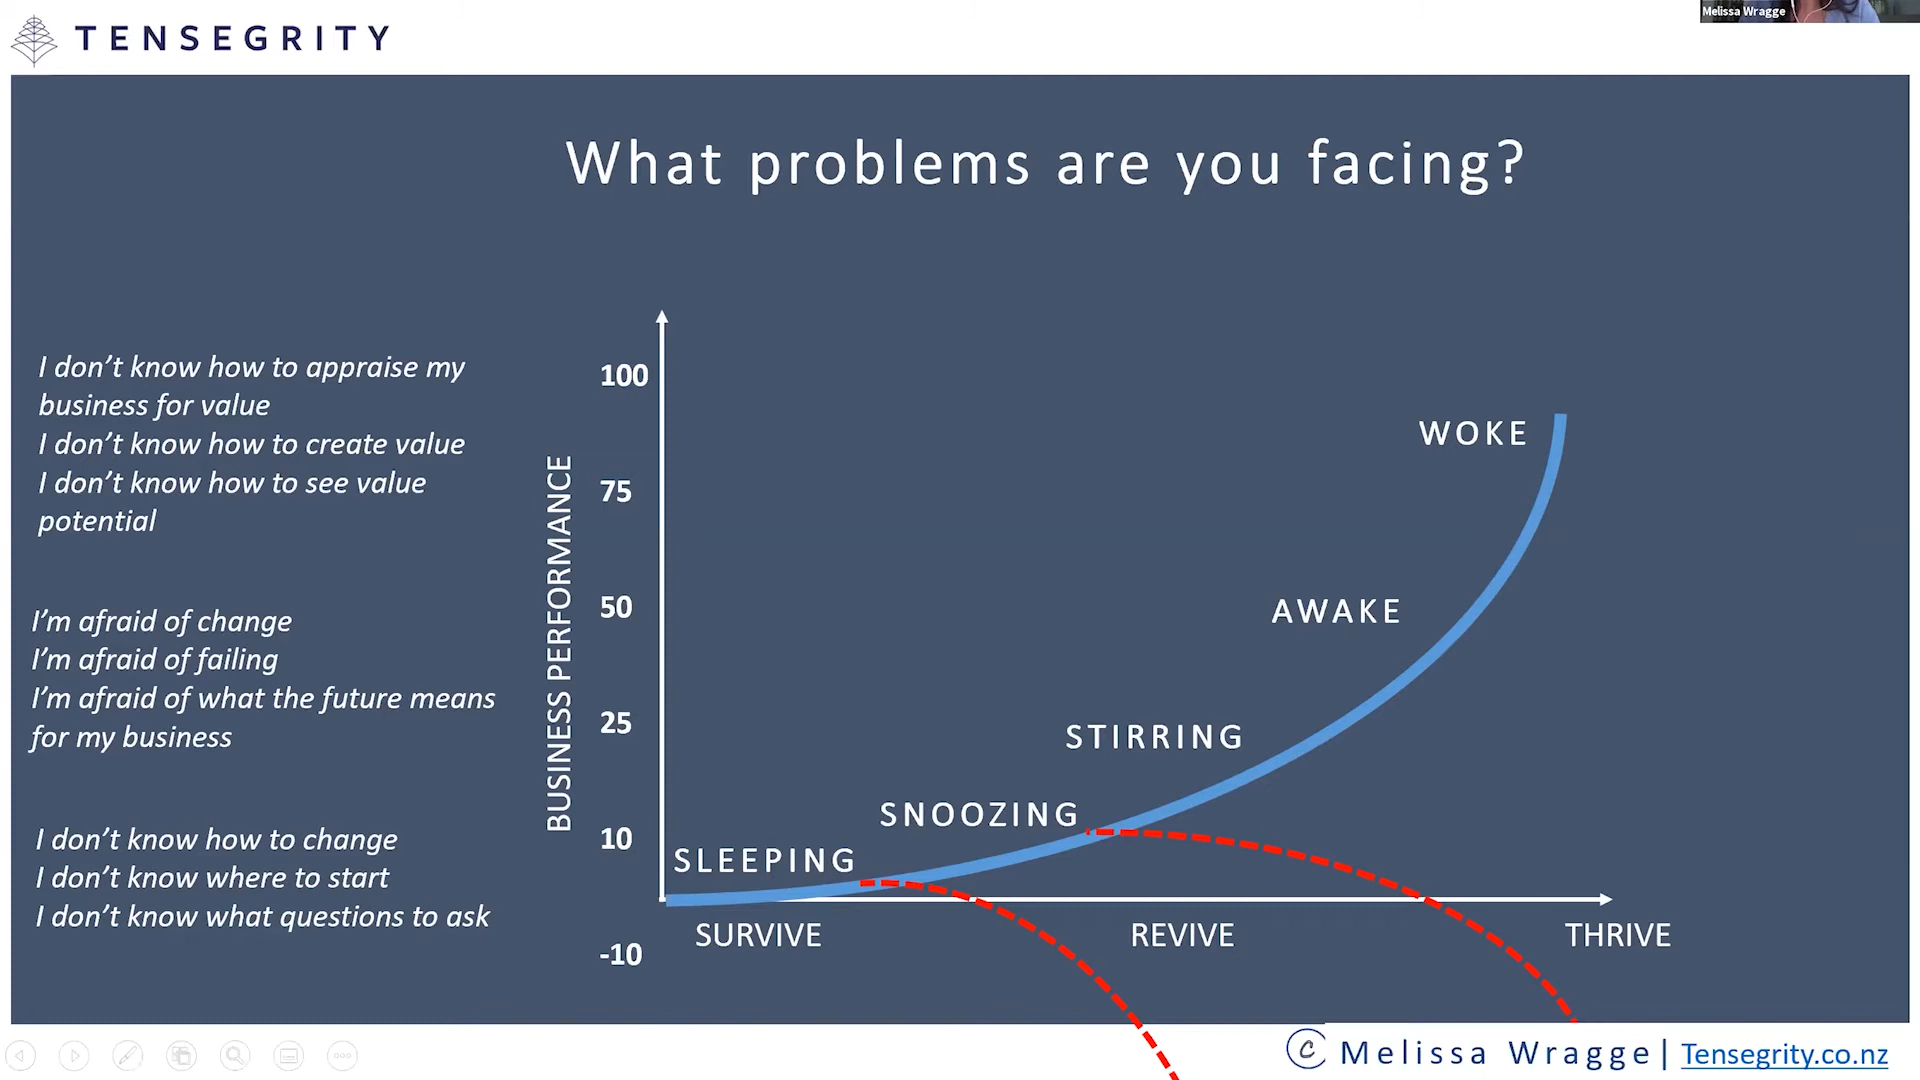 TENSEGRITY
Melissa Wragge
What problems are you facing?
I don’t know how to appraise my
business for value
I don’t know how to create value
I don’t know how to see value
potential
I’m afraid of change
I’m afraid of failing
I’m afraid of what the future means
for my business
I don’t know how to change
I don’t know where to start
I don’t know what questions to ask
BUSINESS PERFORMANCE
100
75
50
25
10
-10
WOKE
AWAKE
STIRRING
SNOOZING
SLEEPING
SURVIVE
REVIVE
THRIVE
© Melissa Wragge| Tensegrity.co.nz